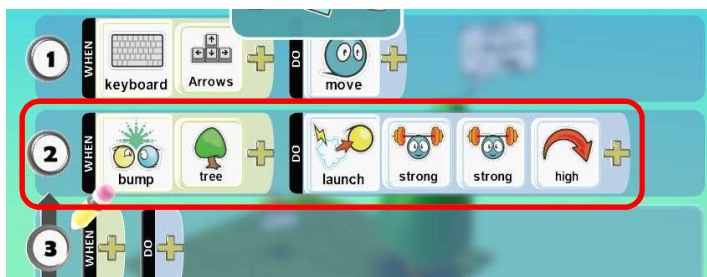 1 WHEN keyboard Arrows DO move
2 WHEN bump tree DO launch strong strong high
3 WHEN DO